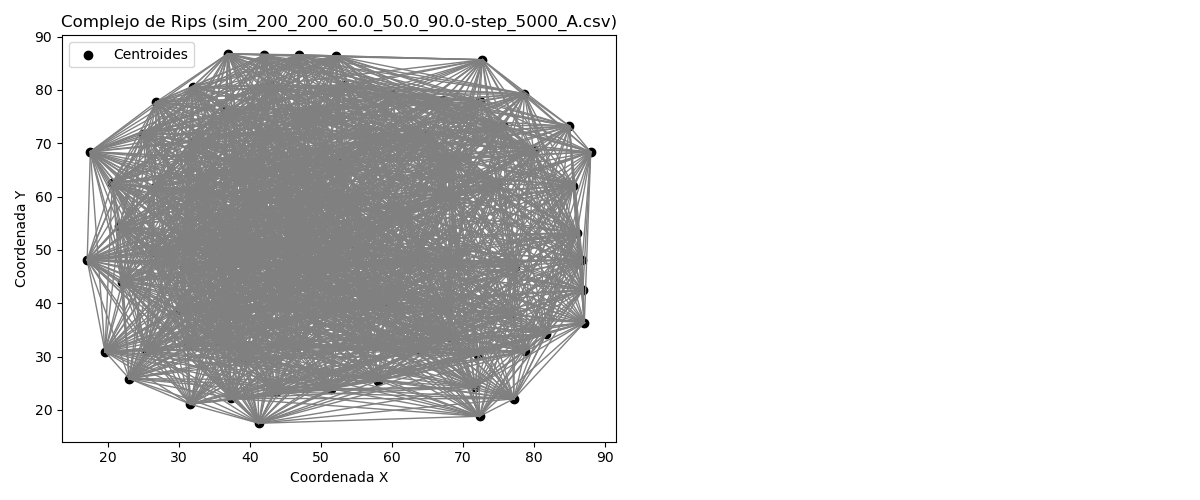 Complejo de Rips (sim_200_200_60.0_50.0_90.0-step_5000_A.csv)
Centroides
90
80
70
60
50
40
30
20
Coordenada Y
20 30 40 50 60 70 80 90
Coordenada X